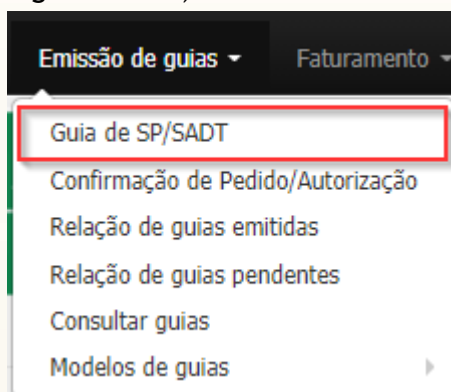 Emissão de guias Faturamento
Guia de SP/SADT
Confirmação de Pedido/Autorização
Relação de guias emitidas
Relação de guias pendentes
Consultar guias
Modelos de guias